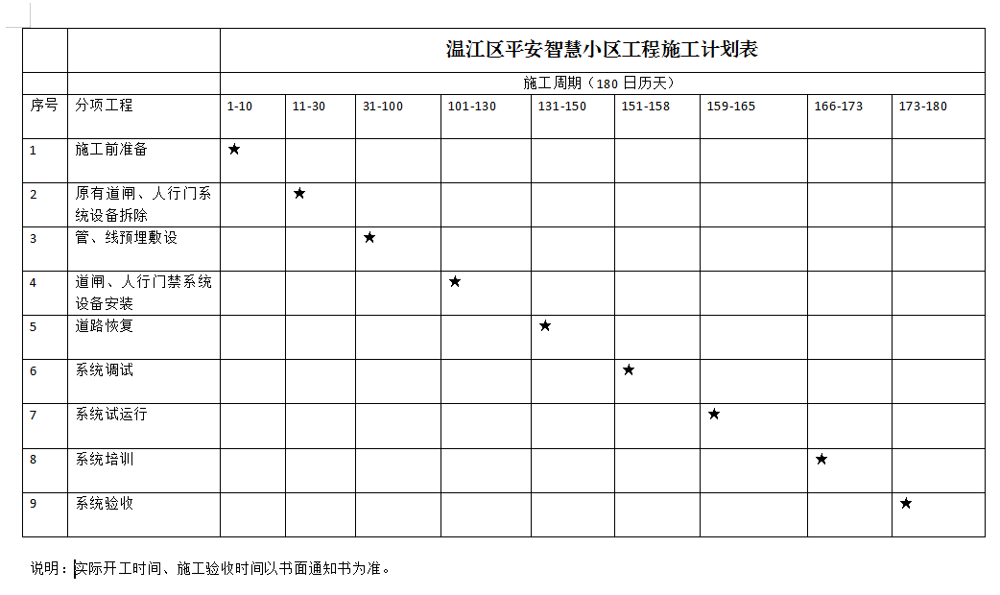 温江区平安智慧小区工程施工计划表
施工周期（180 日历天）
序号 分项工程 1-10 11-30 31-100 101-130 131-150 151-158 159-165 166-173 173-180
1 施工前准备 ★
2 原有道闸、人行门系 ★
统设备拆除
3 管、线预埋敷设 ★
4 道闸、人行门禁系统 ★
设备安装
5 道路恢复 ★
6 系统调试 ★
7 系统试运行 ★
8 系统培训 ★
9 系统验收 ★
说明：实际开工时间、施工验收时间以书面通知书为准。